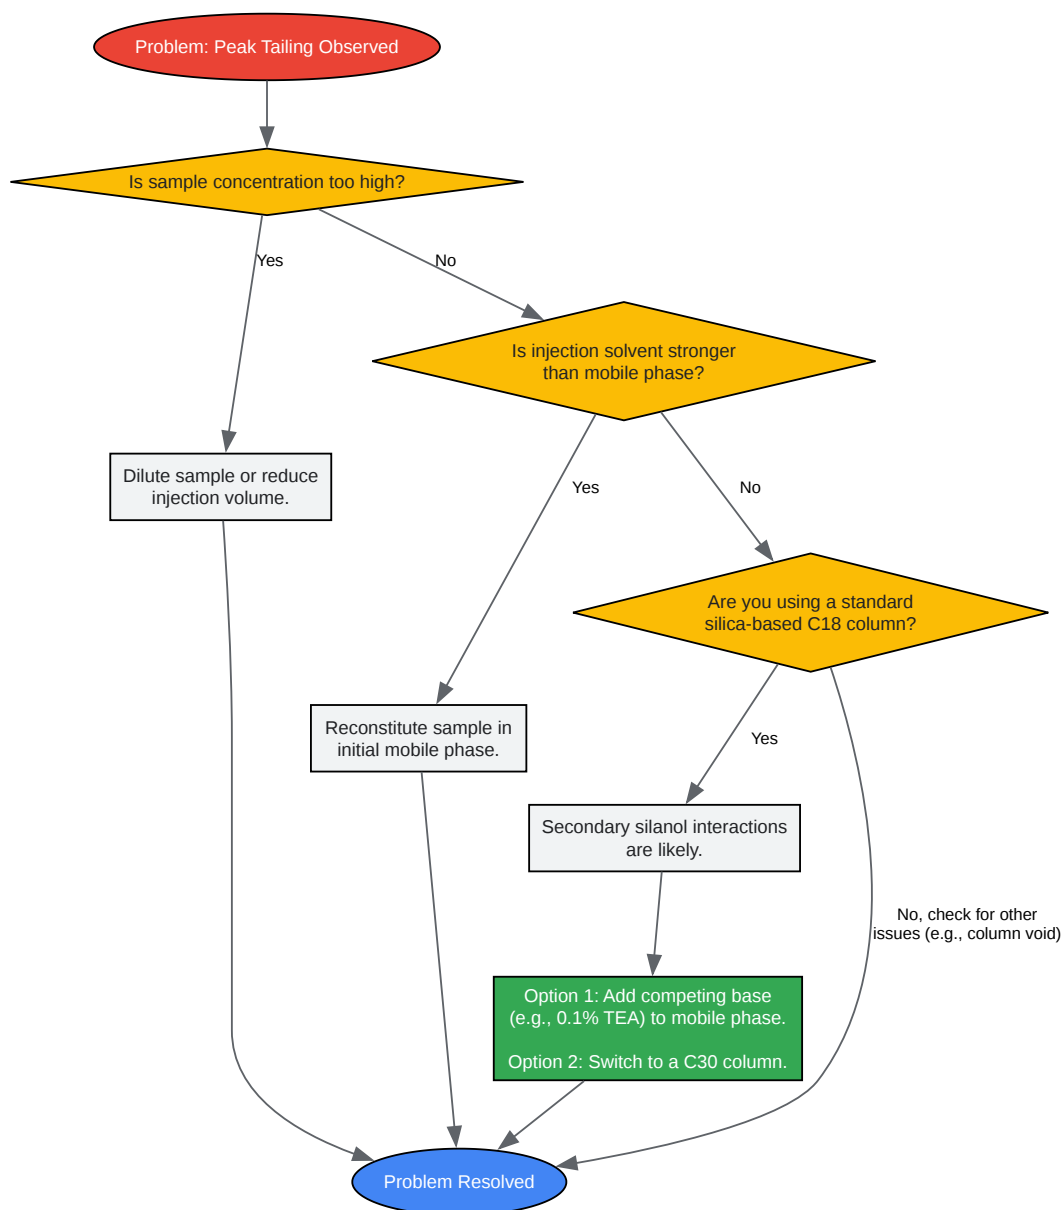 Problem: Peak Tailing Observed
Is sample concentration too high?
Yes
No
Is injection solvent stronger
than mobile phase?
Dilute sample or reduce
injection volume.
Yes
No
Are you using a standard
silica-based C18 column?
Reconstitute sample in
initial mobile phase.
Yes
Secondary silanol interactions
are likely.
No, check for other
issues (e.g., column void)
Option 1: Add competing base
(e.g., 0.1% TEA) to mobile phase.
Option 2: Switch to a C30 column.
Problem Resolved